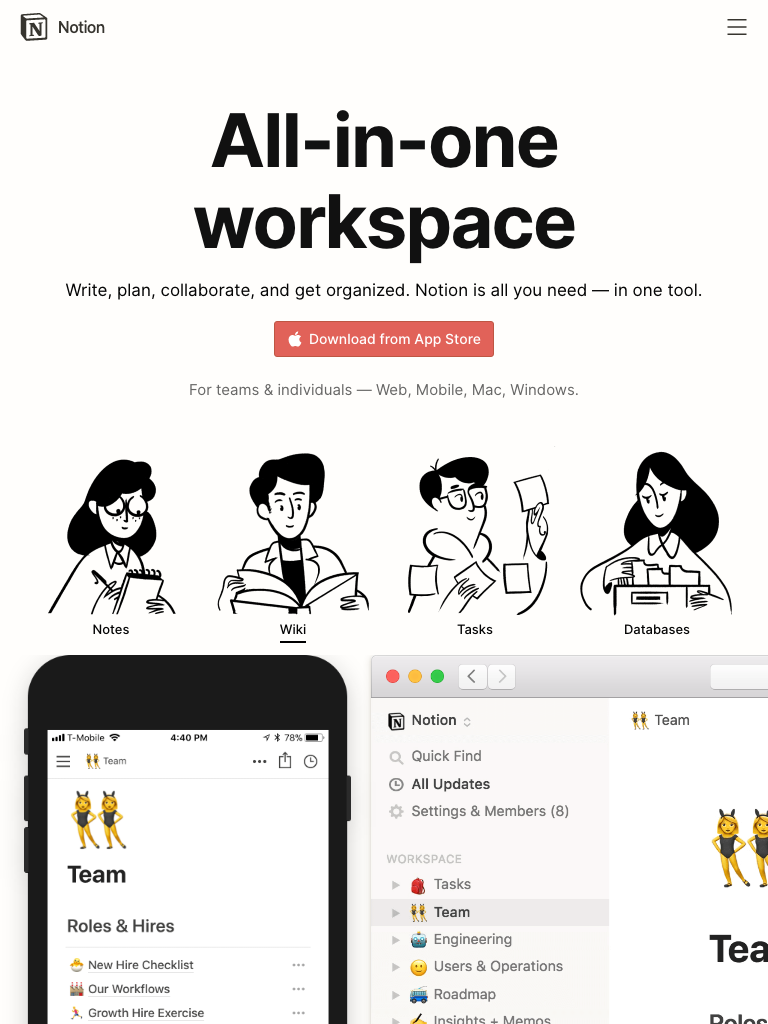 Notion
All-in-one
workspace
Write, plan, collaborate, and get organized. Notion is all you need — in one tool.
Download from App Store
For teams & individuals — Web, Mobile, Mac, Windows.
Notes
Wiki
Tasks
Databases
T-Mobile 4:40 PM 78%
Team
Team
Roles & Hires
New Hire Checklist
Our Workflows
Growth Hire Exercise
Notion
Quick Find
All Updates
Settings & Members (8)
WORKSPACE
Tasks
Team
Engineering
Users & Operations
Roadmap
Insights + Memos
Team
Tea
Roles